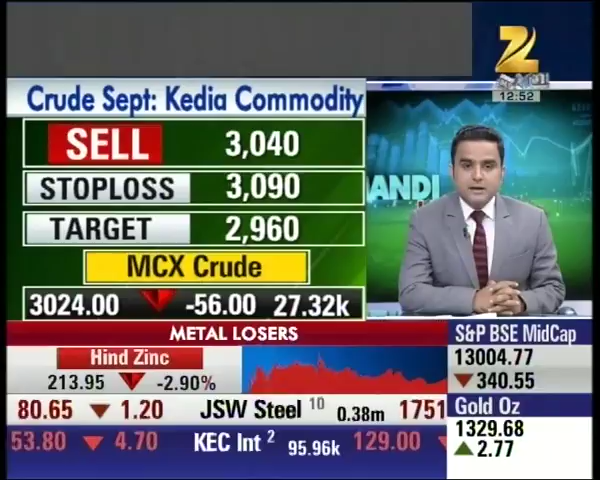 12:52
Crude Sept: Kedia Commodity
SELL 3,040
STOPLOSS 3,090
TARGET 2,960
MCX Crude
3024.00 -56.00 27.32k
ANDI
METAL LOSERS
Hind Zinc
213.95 -2.90%
S&P BSE MidCap
13004.77
340.55
80.65 1.20 JSW Steel 10 0.38m 1751
Gold Oz
1329.68
2.77
53.80 4.70 KEC Int 2 95.96k 129.00